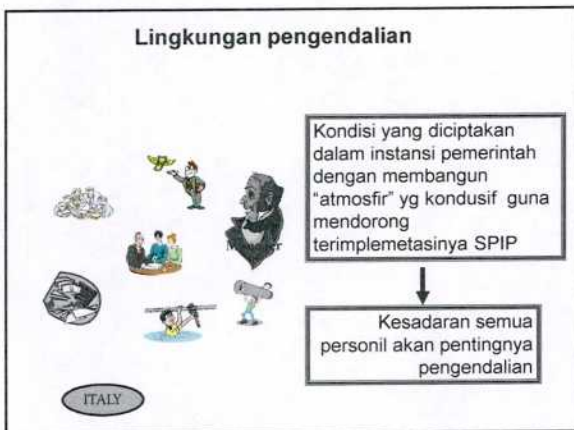 Lingkungan pengendalian
Kondisi yang diciptakan
dalam instansi pemerintah
dengan membangun
"atmosfir" yg kondusif guna
mendorong
terimplemetasinya SPIP
Kesadaran semua
personil akan pentingnya
pengendalian
ITALY